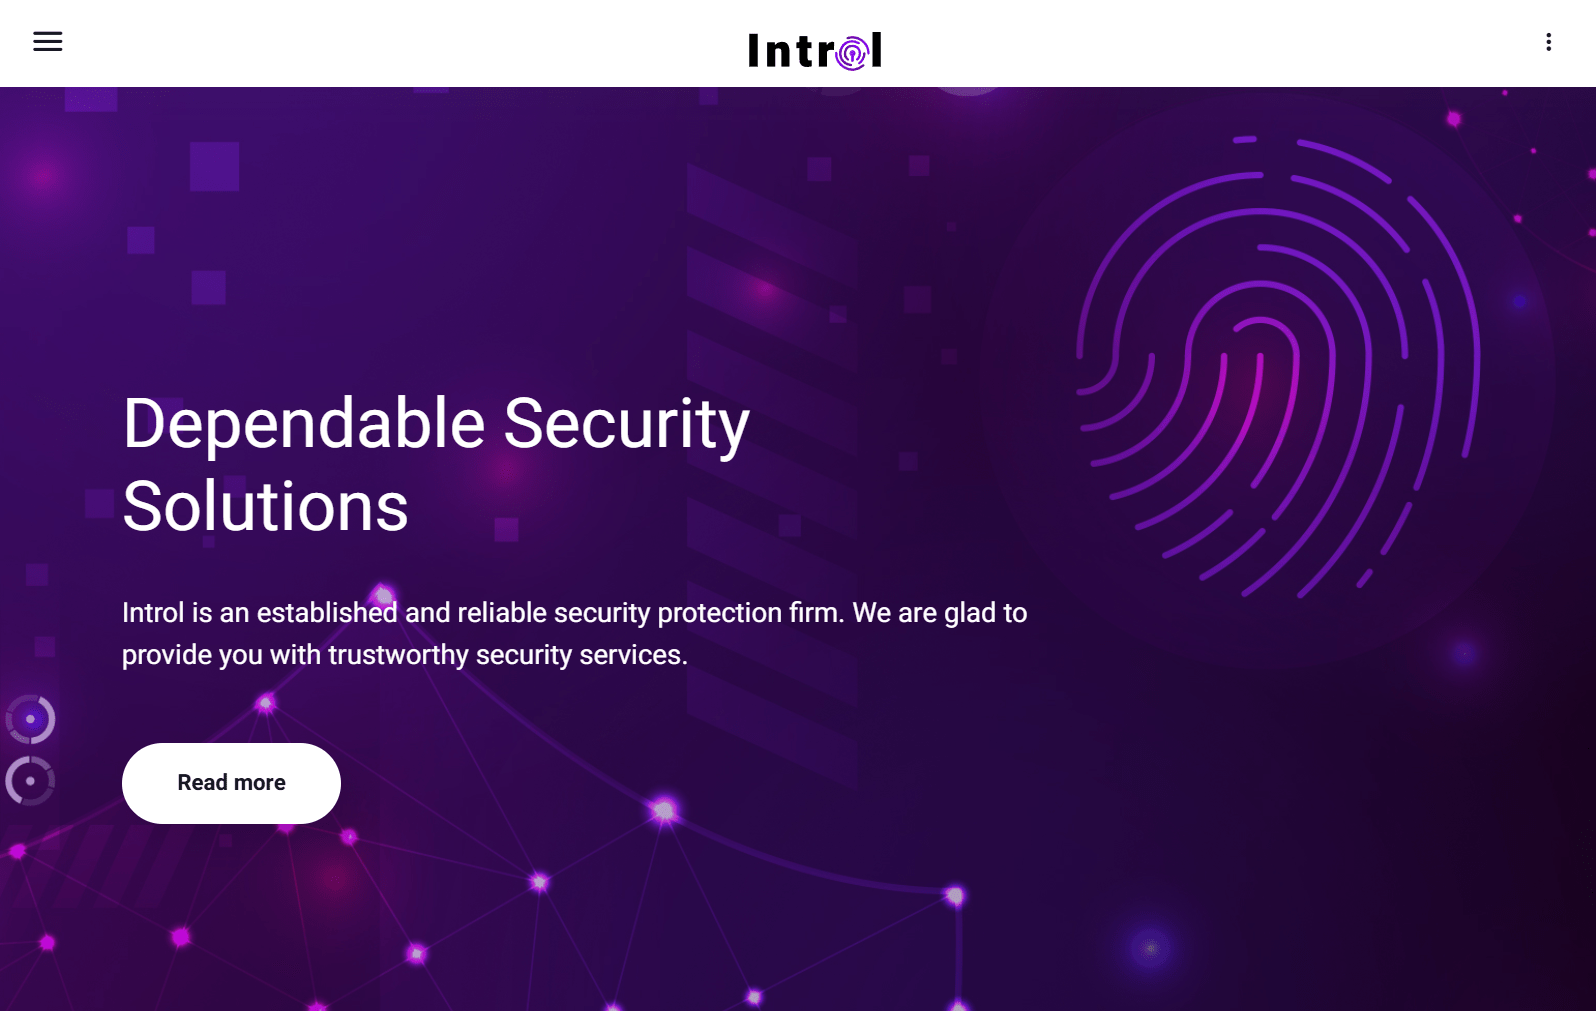 Introl
Dependable Security
Solutions
Introl is an established and reliable security protection firm. We are glad to
provide you with trustworthy security services.
Read more